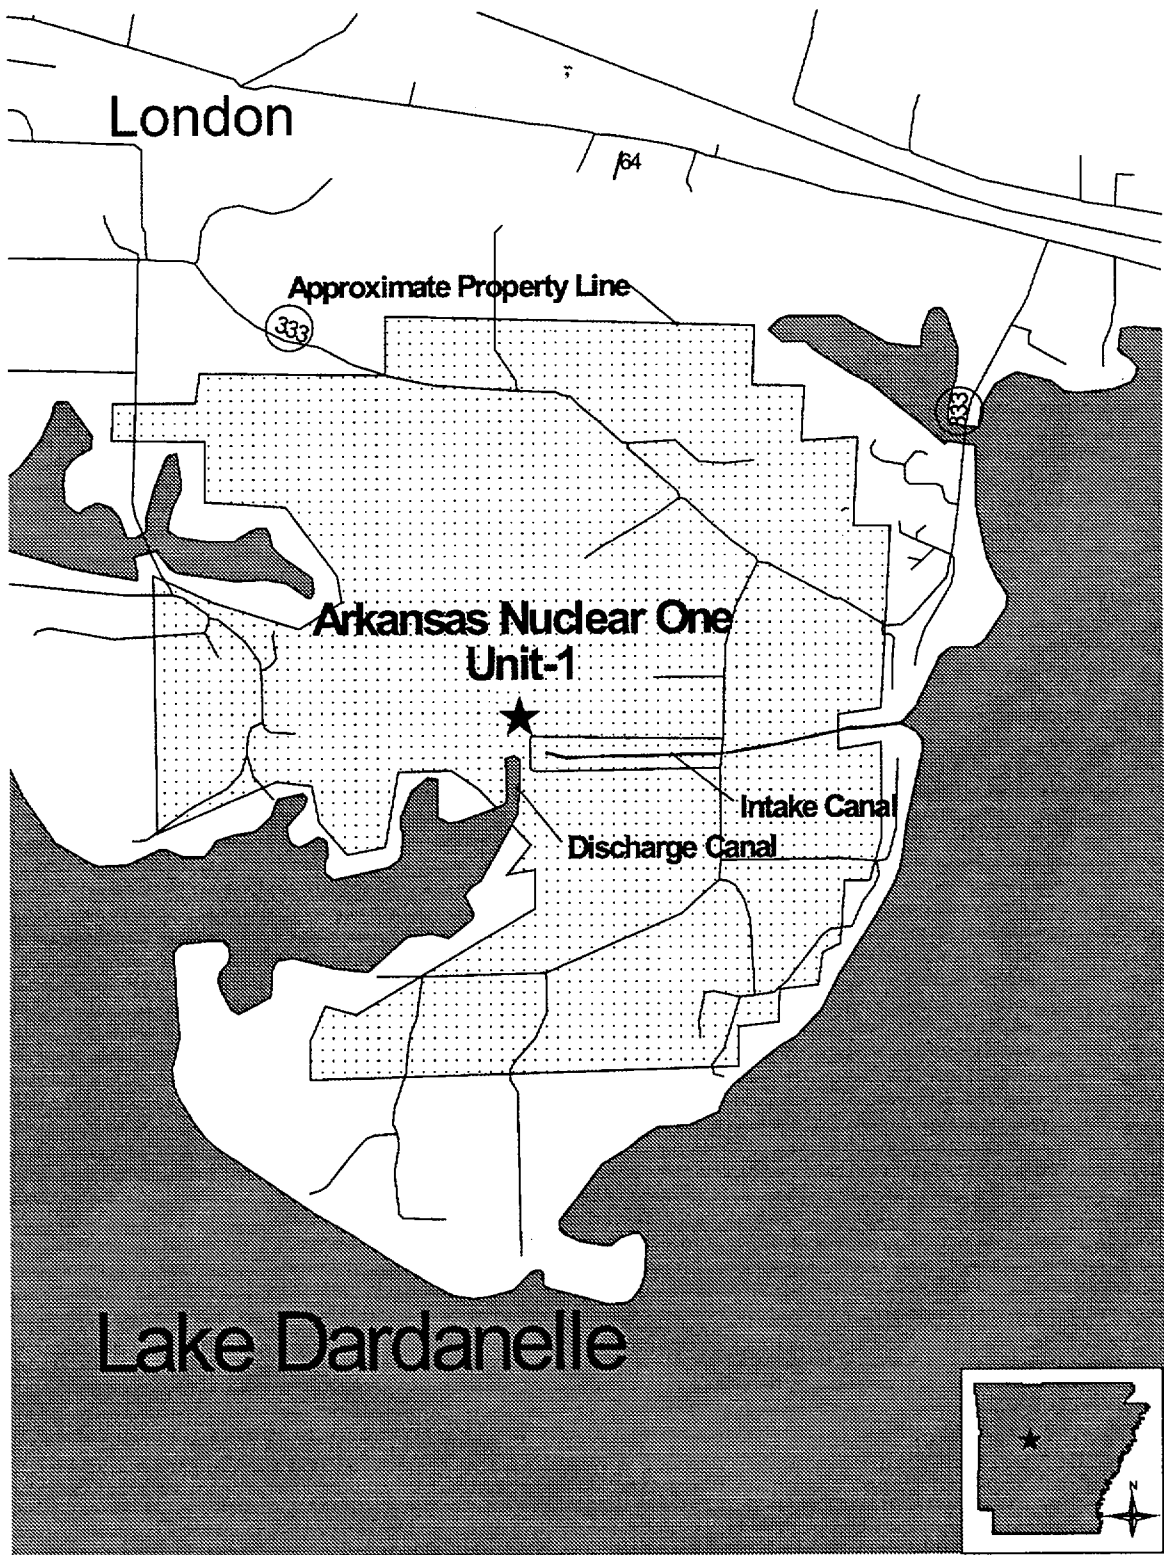 London
64
Approximate Property Line
333
333
Arkansas Nuclear One
Unit-1
Intake Canal
Discharge Canal
Lake Dardanelle
N